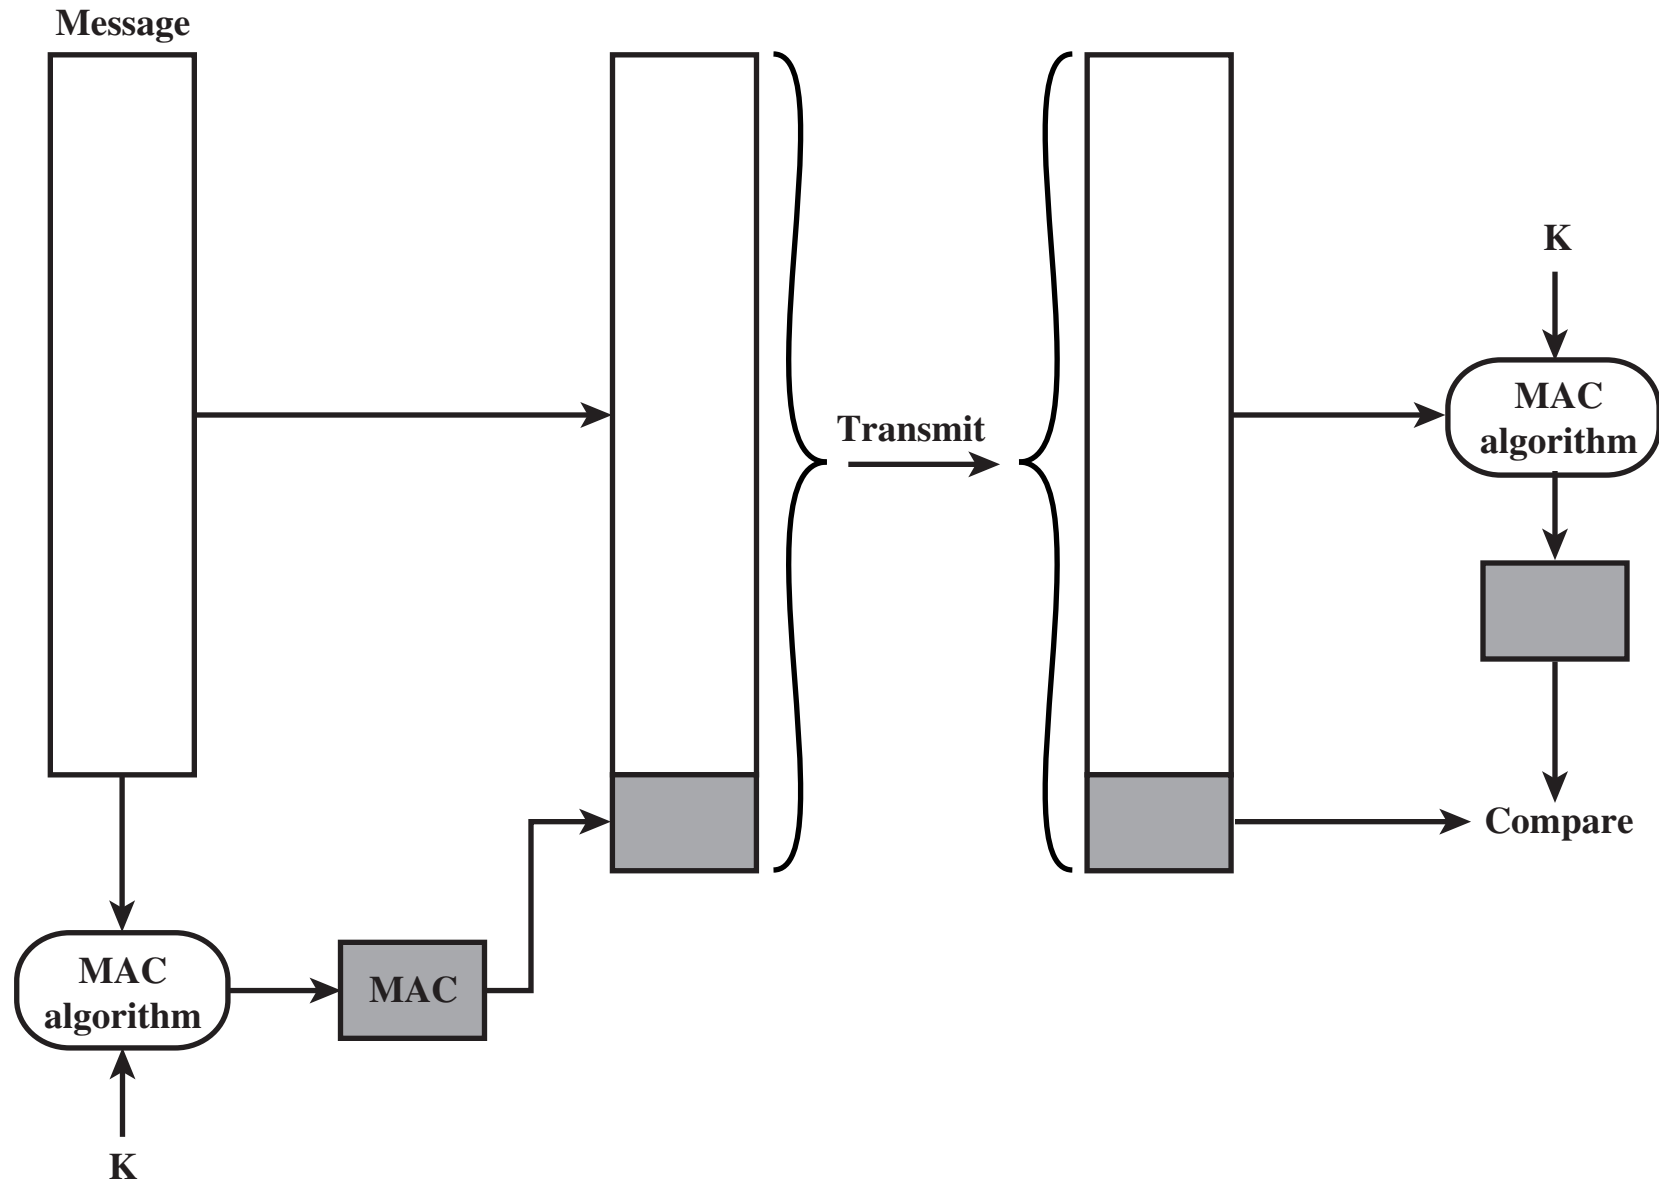 Message
K
MAC
algorithm
Transmit
Compare
MAC
algorithm
MAC
K